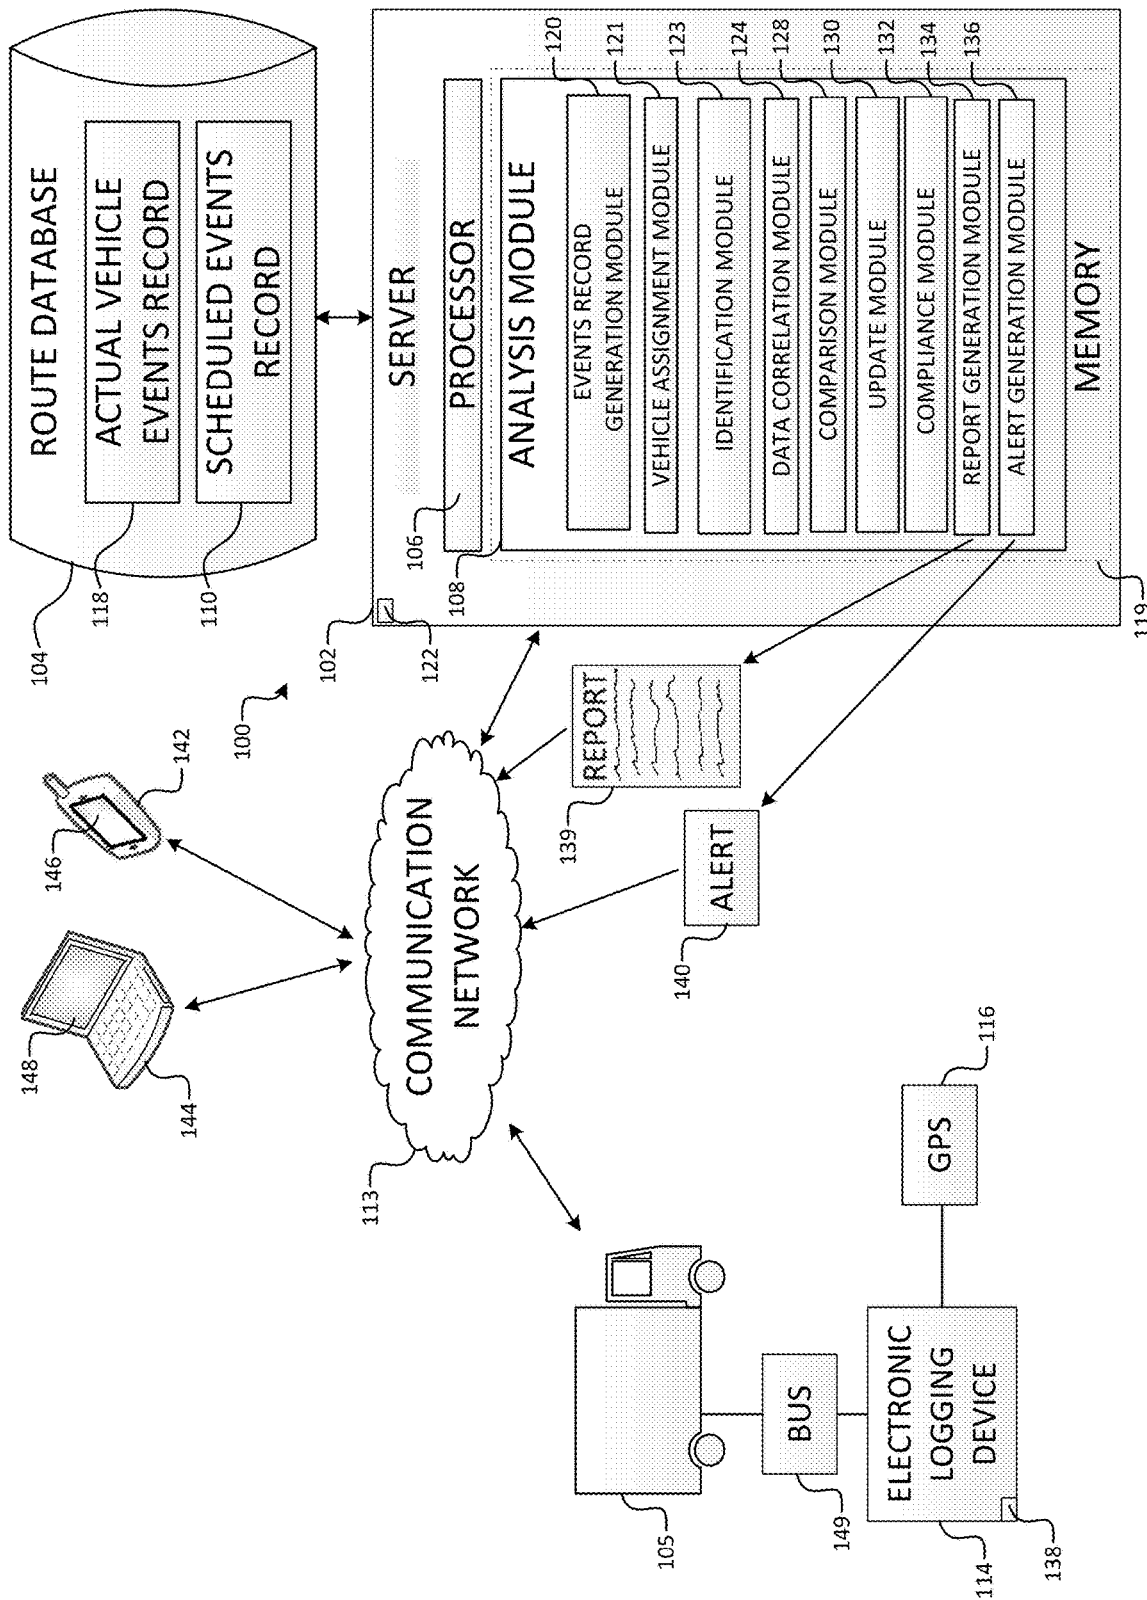 148
144
146
142
100
104
ROUTE DATABASE
118
ACTUAL VEHICLE
EVENTS RECORD
110
SCHEDULED EVENTS
RECORD
113
COMMUNICATION
NETWORK
102
122
SERVER
106
PROCESSOR
108
ANALYSIS MODULE
EVENTS RECORD
GENERATION MODULE
120
VEHICLE ASSIGNMENT MODULE
121
IDENTIFICATION MODULE
123
DATA CORRELATION MODULE
124
COMPARISON MODULE
128
UPDATE MODULE
130
COMPLIANCE MODULE
132
REPORT GENERATION MODULE
134
ALERT GENERATION MODULE
136
MEMORY
119
139
REPORT
140
ALERT
105
149
BUS
114
138
ELECTRONIC
LOGGING
DEVICE
GPS
116